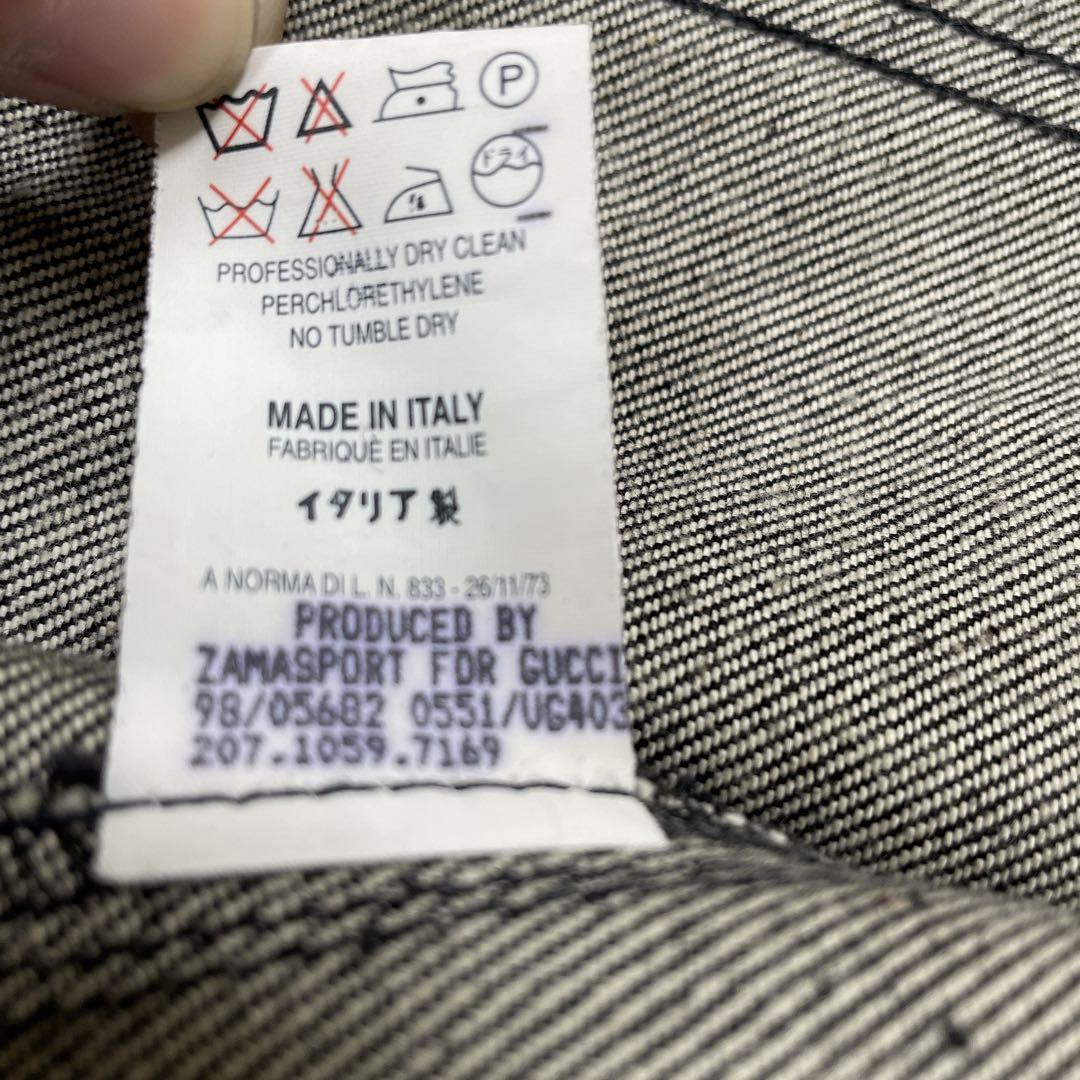 P
ドライ
PROFESSIONALLY DRY CLEAN
PERCHLORETHYLENE
NO TUMBLE DRY
MADE IN ITALY
FABRIQUÈ EN ITALIE
イタリア製
A NORMA DI L. N. 833 - 26/11/73
PRODUCED BY
ZAMASPORT FOR GUCCI
98/05682 0551/UG403
207.1059.7169